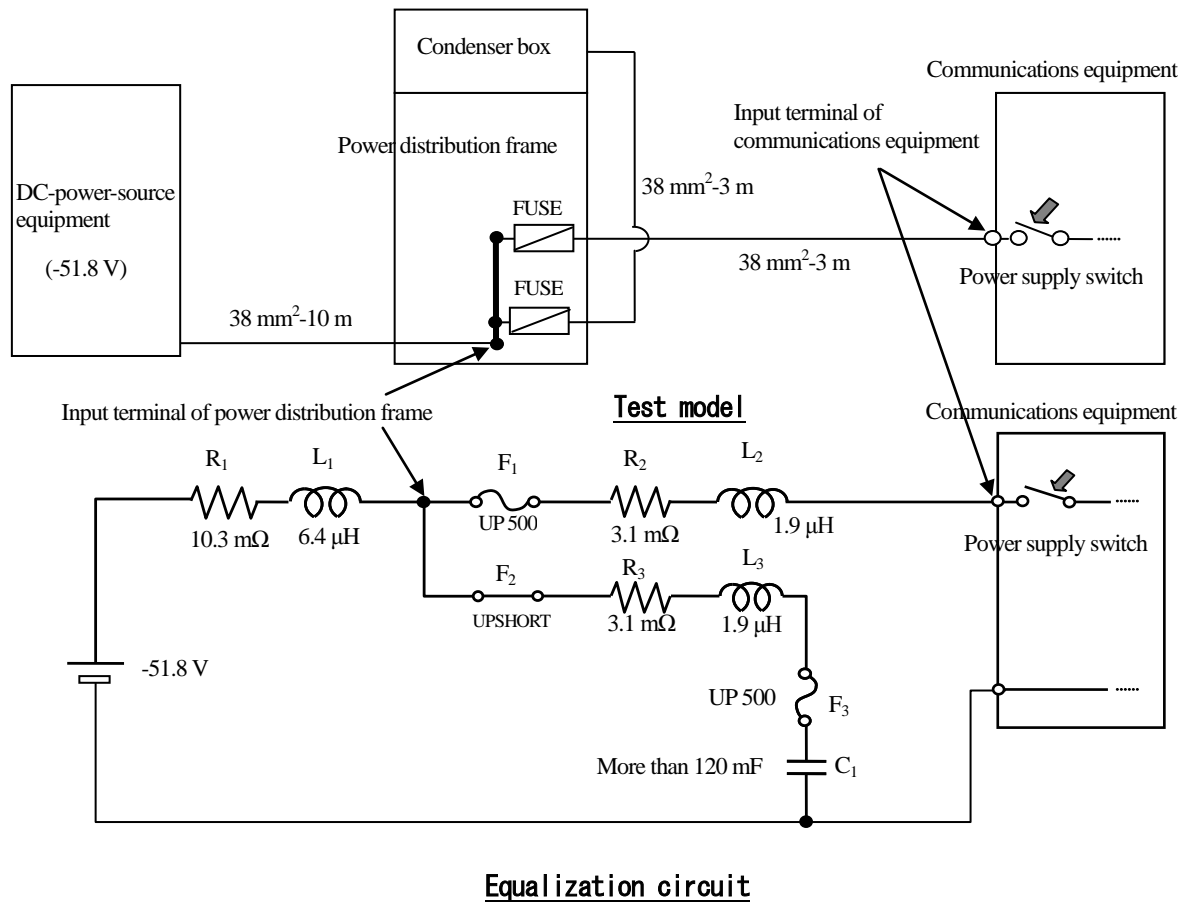 Condenser box
Communications equipment
Input terminal of
communications equipment
Power distribution frame
DC-power-source
equipment
(-51.8 V)
38 mm²-3 m
FUSE
38 mm²-3 m
Power supply switch
FUSE
38 mm²-10 m
Input terminal of power distribution frame
Test model
Communications equipment
R₁
L₁
F₁
R₂
L₂
10.3 mΩ
6.4 μH
UP 500
3.1 mΩ
1.9 μH
Power supply switch
F₂
R₃
L₃
UPSHORT
3.1 mΩ
1.9 μH
-51.8 V
UP 500
F₃
More than 120 mF
C₁
Equalization circuit